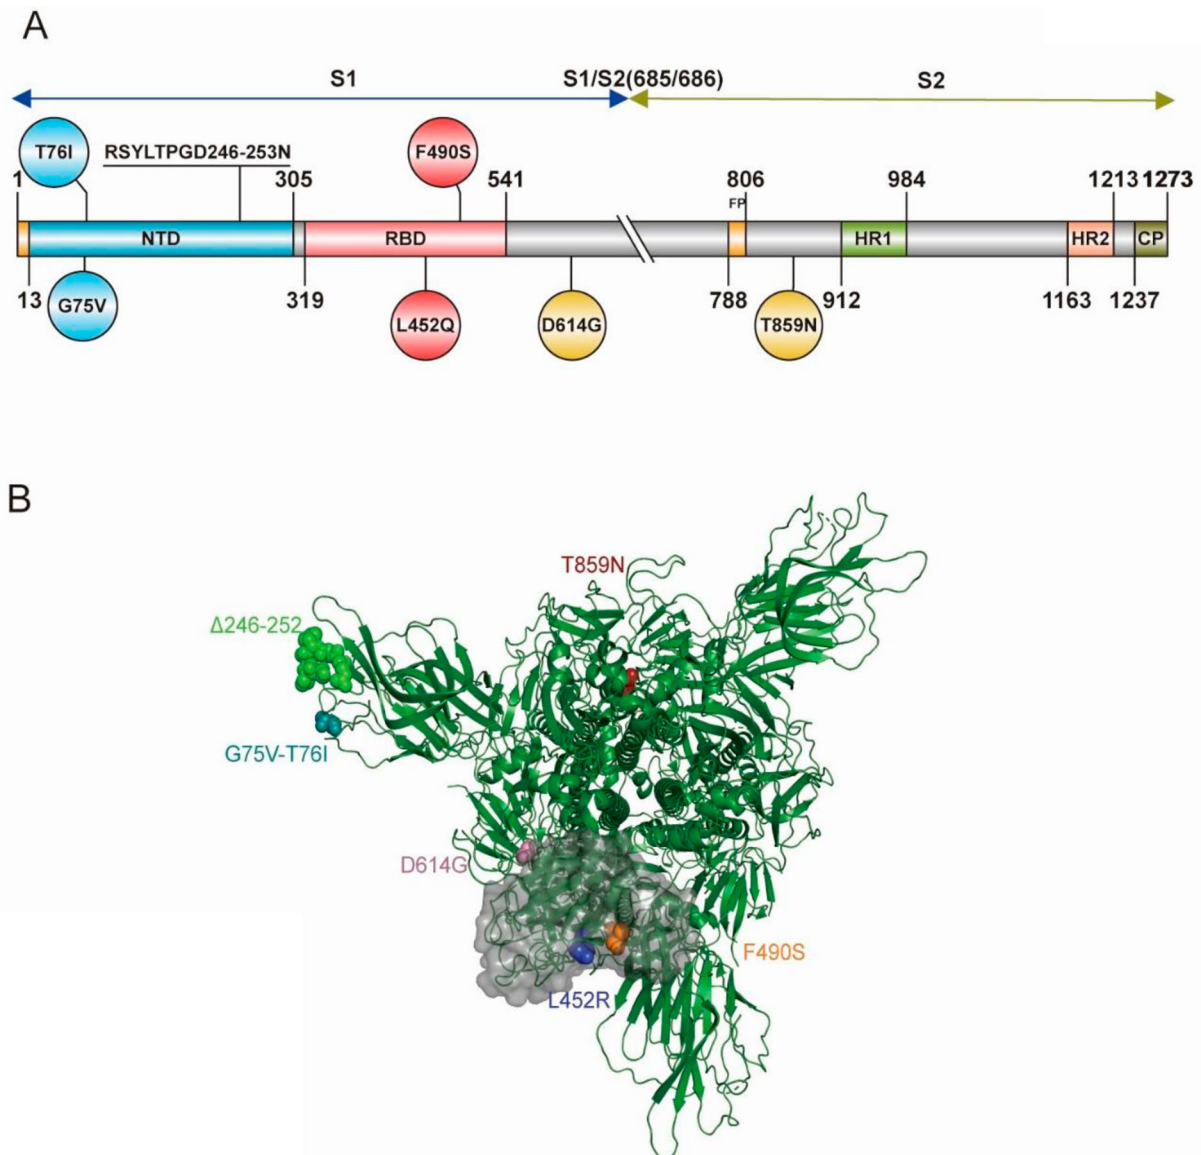 A
S1 S1/S2(685/686) S2
T76I RSYLTPGD246-253N F490S
1 305 541 806 984 1213 1273
FP
NTD RBD HR1 HR2 CP
13 319 788 912 1163 1237
G75V L452Q D614G T859N
B
T859N
Δ246-252
G75V-T76I
D614G
F490S
L452R